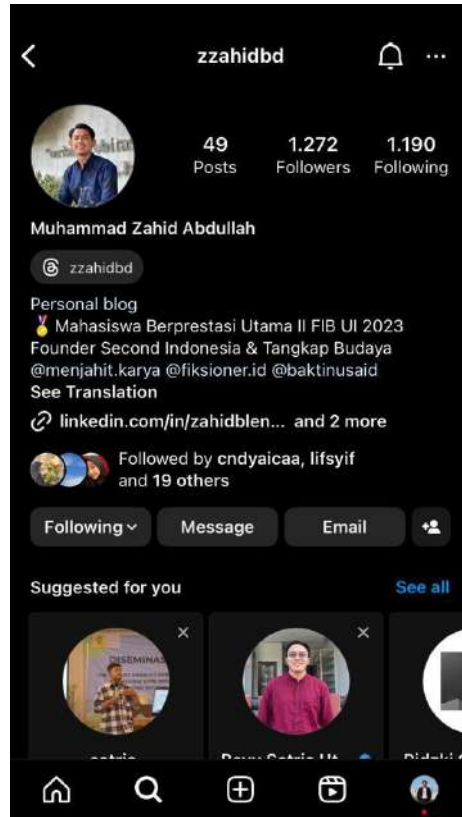 zzahidbd
49 1.272 1.190
Posts Followers Following
Muhammad Zahid Abdullah
zzahidbd
Personal blog
🏅 Mahasiswa Berprestasi Utama II FIB UI 2023
Founder Second Indonesia & Tangkap Budaya
@menjahit.karya @fiksioner.id @baktinusaid
See Translation
linkedin.com/in/zahidblen... and 2 more
Followed by cndyaicaa, lifsyif
and 19 others
Following Message Email
Suggested for you See all
DISEMINAS